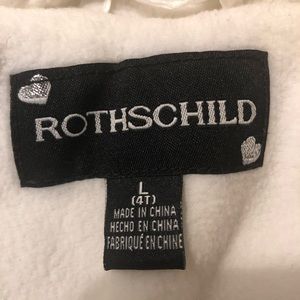 ROTHSCHILD
L
(4T)
MADE IN CHINA
HECHO EN CHINA
FABRIQUÉ EN CHINE